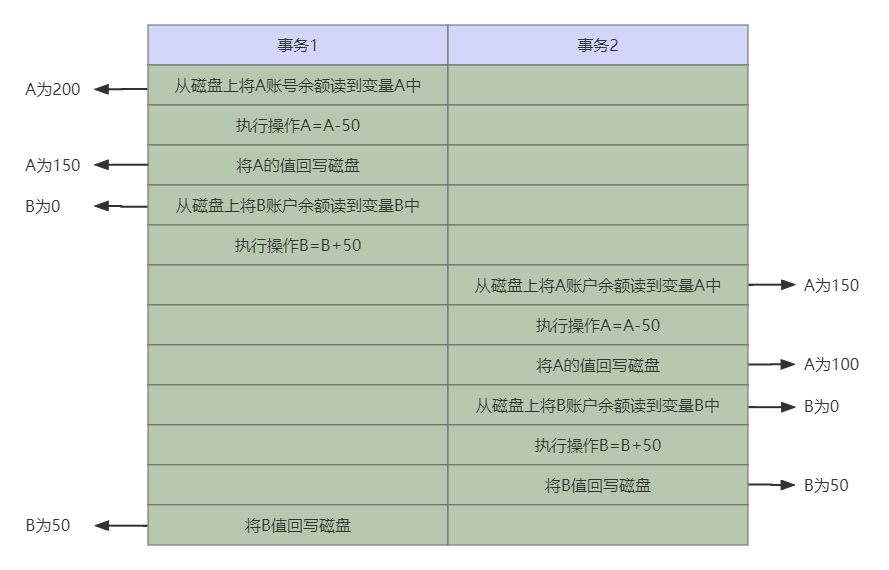 事务1 事务2
A为200 从磁盘上将A账号余额读到变量A中
执行操作A=A-50
A为150 将A的值回写磁盘
B为0 从磁盘上将B账户余额读到变量B中
执行操作B=B+50
从磁盘上将A账户余额读到变量A中 A为150
执行操作A=A-50
将A的值回写磁盘 A为100
从磁盘上将B账户余额读到变量B中 B为0
执行操作B=B+50
将B值回写磁盘 B为50
B为50 将B值回写磁盘